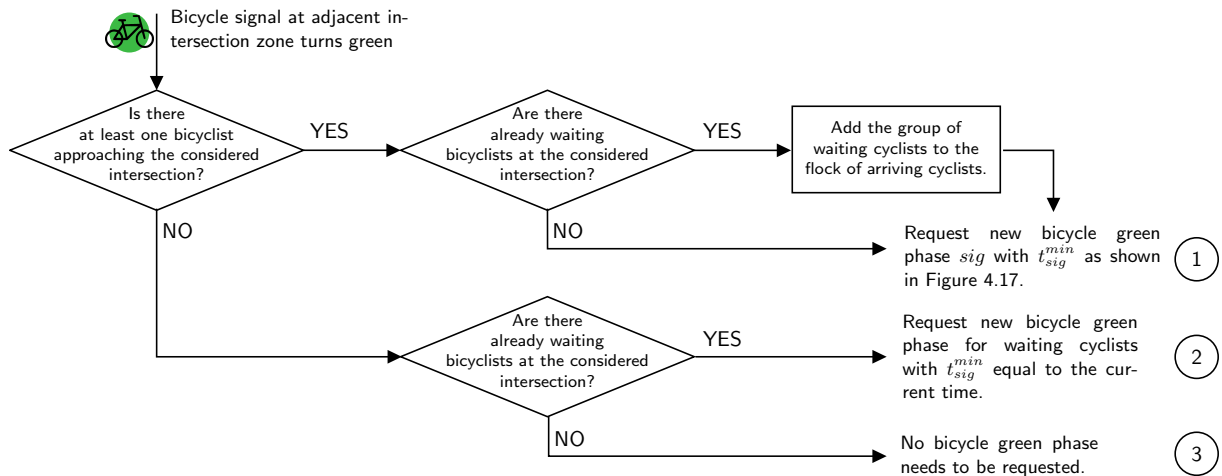 Bicycle signal at adjacent in-
tersection zone turns green
Is there
at least one bicyclist
approaching the considered
intersection?
YES
Are there
already waiting
bicyclists at the considered
intersection?
YES
Add the group of
waiting cyclists to the
flock of arriving cyclists.
NO
NO
Request new bicycle green
phase sig with t_{sig}^{min} as shown
in Figure 4.17.
1
Are there
already waiting
bicyclists at the considered
intersection?
YES
Request new bicycle green
phase for waiting cyclists
with t_{sig}^{min} equal to the cur-
rent time.
2
NO
No bicycle green phase
needs to be requested.
3